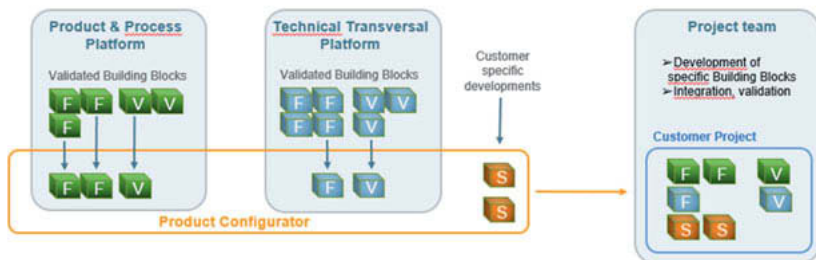 Product & Process
Platform
Validated Building Blocks
F F V V
F
F F V
Technical Transversal
Platform
Validated Building Blocks
F F V V
F F V
F V
Customer
specific
developments
S
S
Product Configurator
Project team
➢Development of
specific Building Blocks
➢Integration, validation
Customer Project
F F V
F V
S S